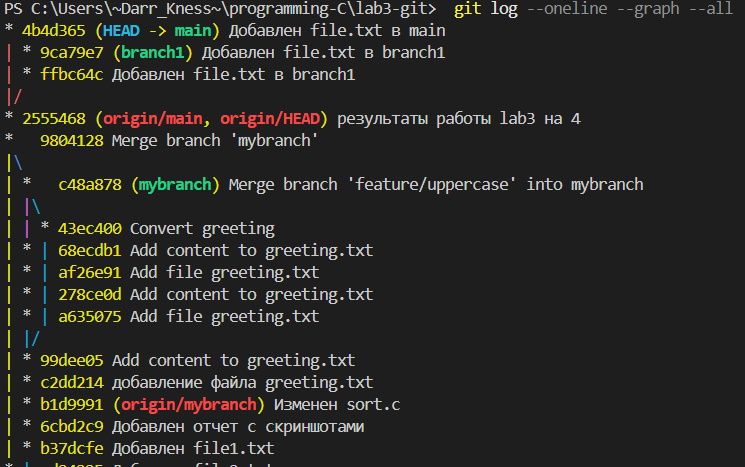 PS C:\Users\~Darr_Kness~\programming-C\lab3-git> git log --oneline --graph --all
* 4b4d365 (HEAD -> main) Добавлен file.txt в main
| * 9ca79e7 (branch1) Добавлен file.txt в branch1
| * ffbc64c Добавлен file.txt в branch1
|/
* 2555468 (origin/main, origin/HEAD) результаты работы lab3 на 4
*   9804128 Merge branch 'mybranch'
|\
| *   c48a878 (mybranch) Merge branch 'feature/uppercase' into mybranch
| |\
| | * 43ec400 Convert greeting
| * | 68ecdb1 Add content to greeting.txt
| * | af26e91 Add file greeting.txt
| * | 278ce0d Add content to greeting.txt
| * | a635075 Add file greeting.txt
| |/
| * 99dee05 Add content to greeting.txt
| * c2dd214 добавление файла greeting.txt
| * b1d9991 (origin/mybranch) Изменен sort.c
| * 6cbd2c9 Добавлен отчет с скриншотами
| * b37dcfe Добавлен file1.txt